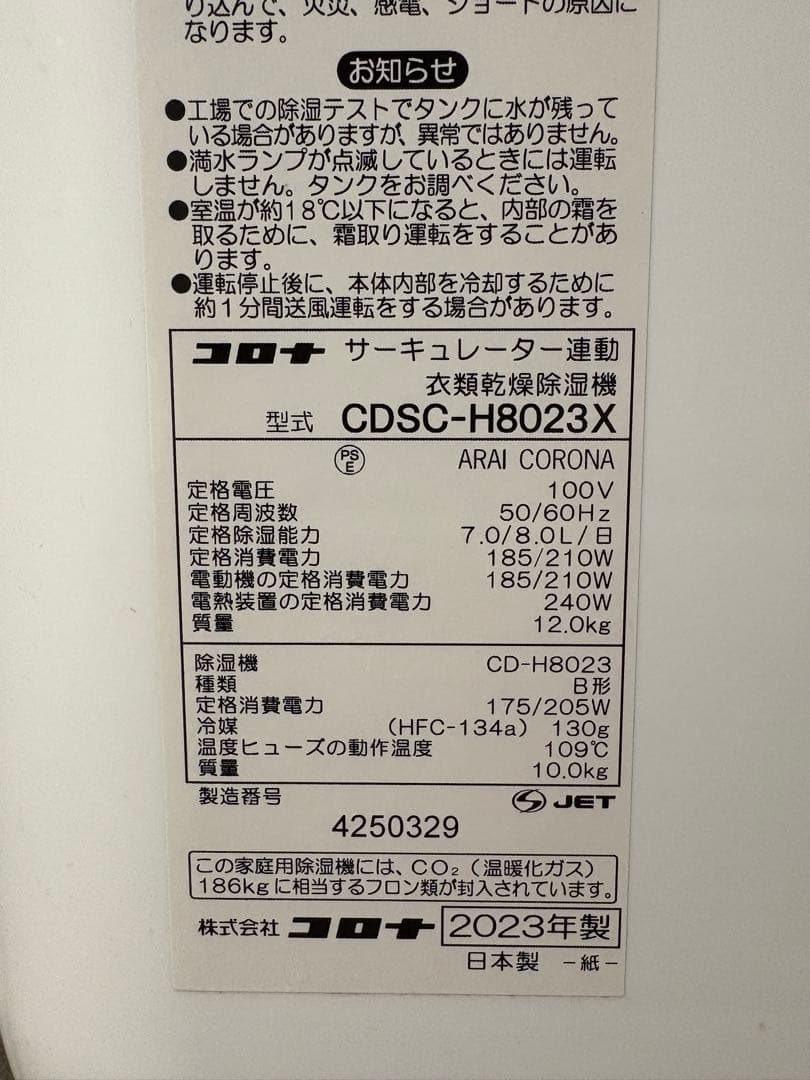 り込んで、火災、感電、ショートの原因に
なります。
お知らせ
●工場での除湿テストでタンクに水が残って
いる場合がありますが、異常ではありません。
●満水ランプが点滅しているときには運転
しません。タンクをお調べください。
●室温が約18℃以下になると、内部の霜を
取るために、霜取り運転をすることがあ
ります。
●運転停止後に、本体内部を冷却するために
約1分間送風運転をする場合があります。
コロナ サーキュレーター連動
衣類乾燥除湿機
型式 CDSC-H8023X
PSE ARAI CORONA
定格電圧 100V
定格周波数 50/60Hz
定格除湿能力 7.0/8.0L/日
定格消費電力 185/210W
電動機の定格消費電力 185/210W
電熱装置の定格消費電力 240W
質量 12.0kg
除湿機 CD-H8023
種類 B形
定格消費電力 175/205W
冷媒 (HFC-134a) 130g
温度ヒューズの動作温度 109℃
質量 10.0kg
製造番号 JET
4250329
この家庭用除湿機には、CO₂(温暖化ガス)
186kgに相当するフロン類が封入されています。
株式会社 コロナ 2023年製
日本製 -紙-